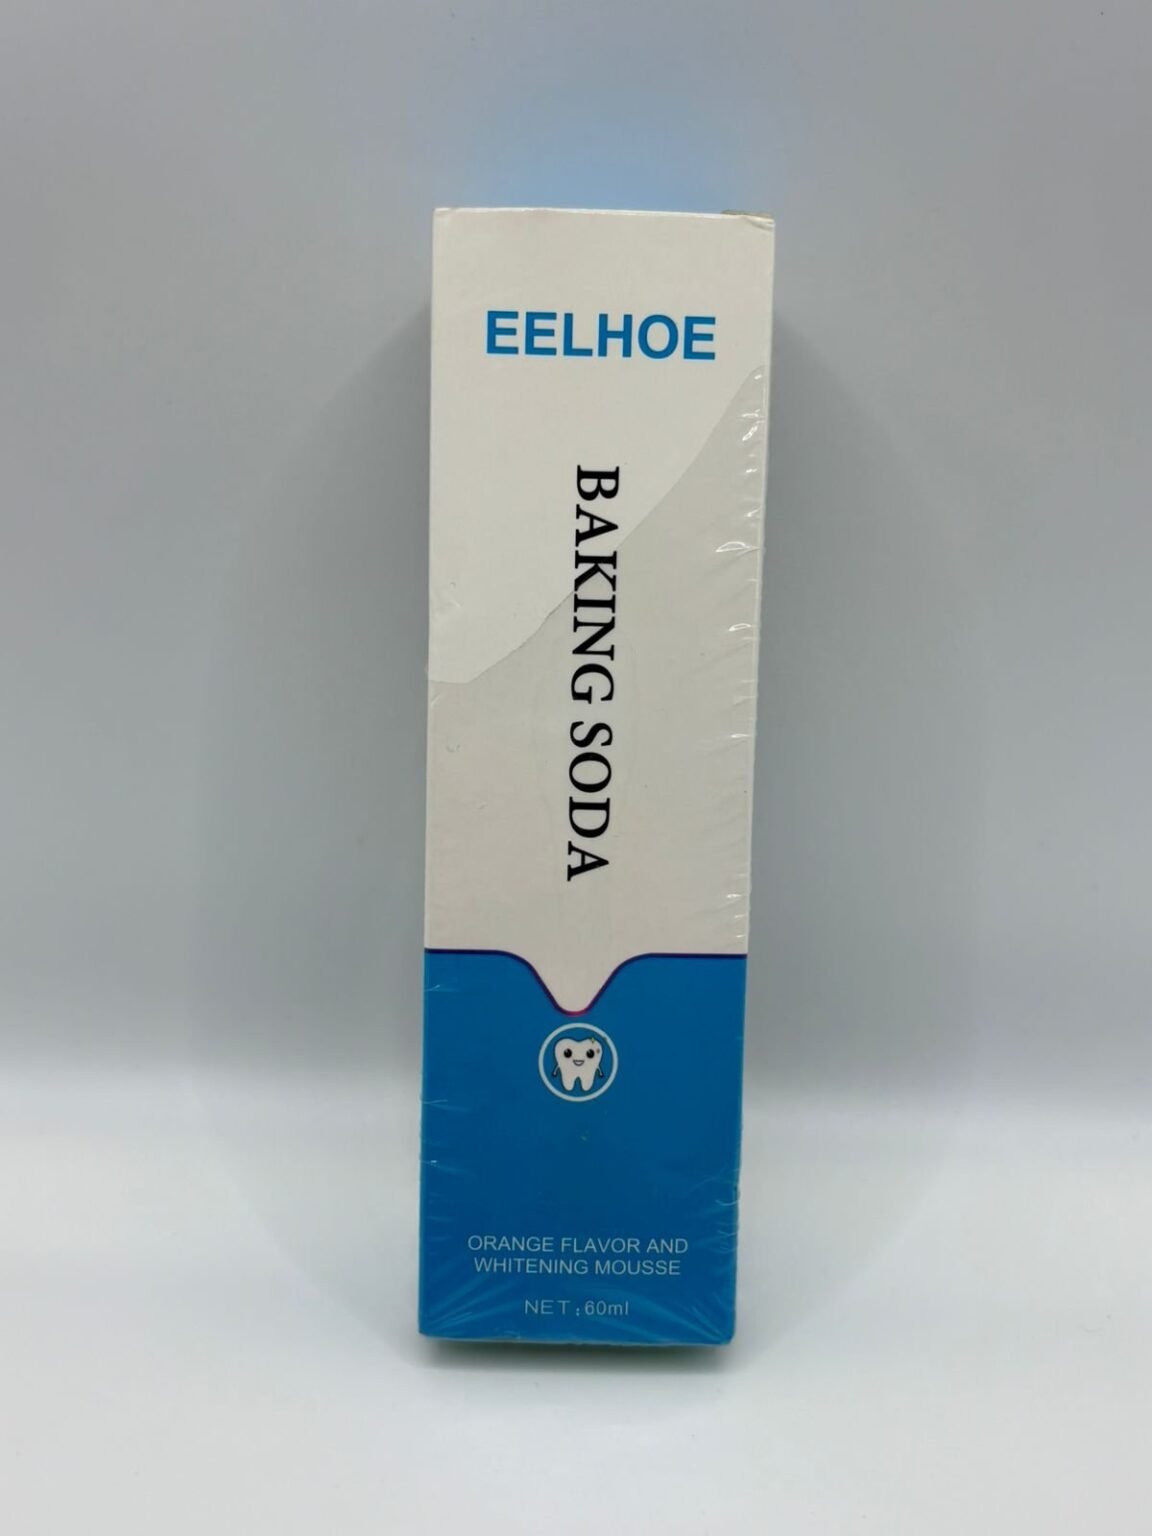 EELHOE
BAKING SODA
ORANGE FLAVOR AND
WHITENING MOUSSE
NET:60ml